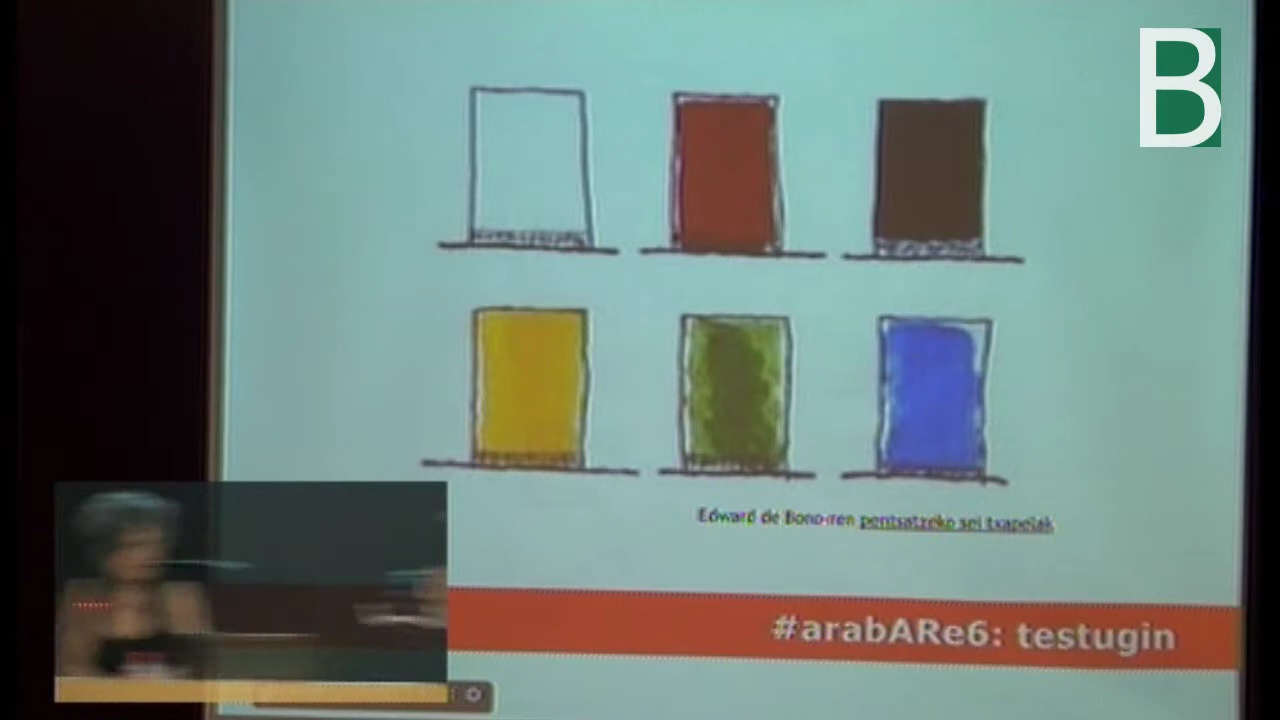 B
Edward de Bono-ren pentsatzeko sei txapelak
#arabARe6: testugin